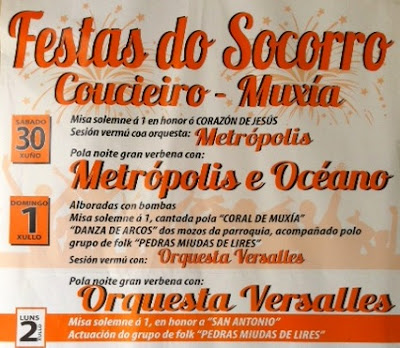 Festas do Socorro
Coucieiro - Muxía
SABADO
30
XUÑO
Misa solemne á 1 en honor ó CORAZÓN DE JESÚS
Sesión vermú coa orquesta: Metrópolis
Pola noite gran verbena con:
Metrópolis e Océano
DOMINGO
1
XULLO
Alboradas con bombas
Misa solemne á 1, cantada pola “CORAL DE MUXÍA”
“DANZA DE ARCOS” dos mozos da parroquia, acompañado polo
grupo de folk “PEDRAS MIUDAS DE LIRES”
Sesión vermú con: Orquesta Versalles
Pola noite gran verbena con:
Orquesta Versalles
LUNS
2
XULLO
Misa solemne á 1, en honor a “SAN ANTONIO”
Actuación do grupo de folk “PEDRAS MIUDAS DE LIRES”